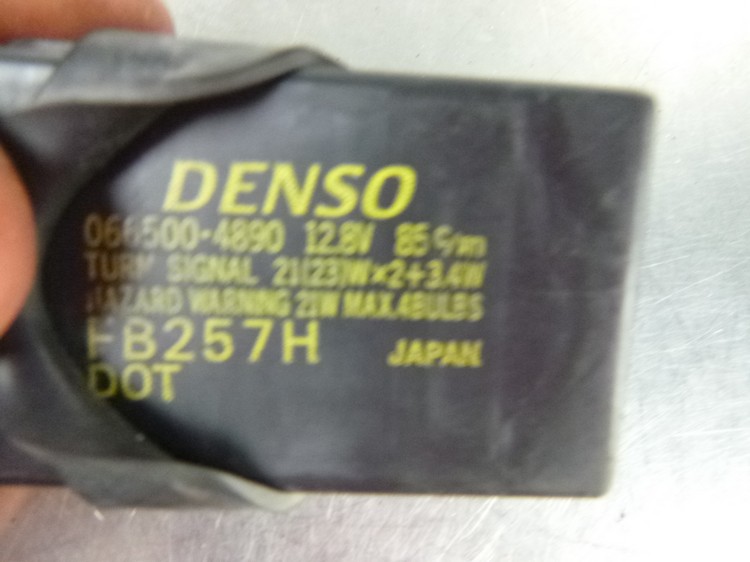 DENSO
066500-4890 12.8V 85 c/m
TURN SIGNAL 21(23)W×2+3.4W
HAZARD WARNING 21W MAX.4BULBS
FB257H JAPAN
DOT